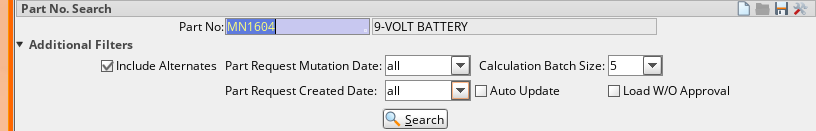 Part No. Search
Part No: MN1604 9-VOLT BATTERY
Additional Filters
Include Alternates Part Request Mutation Date: all Calculation Batch Size: 5
Part Request Created Date: all Auto Update Load W/O Approval
Search